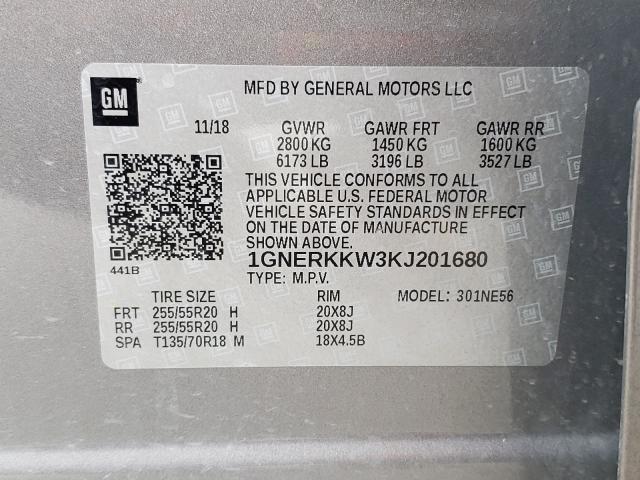 GM
MFD BY GENERAL MOTORS LLC
11/18 GVWR GAWR FRT GAWR RR
2800 KG 1450 KG 1600 KG
6173 LB 3196 LB 3527 LB
THIS VEHICLE CONFORMS TO ALL
APPLICABLE U.S. FEDERAL MOTOR
VEHICLE SAFETY STANDARDS IN EFFECT
ON THE DATE OF MANUFACTURE
SHOWN ABOVE.
441B
1GNERKKW3KJ201680
TYPE: M.P.V.
TIRE SIZE RIM MODEL: 301NE56
FRT 255/55R20 H 20X8J
RR 255/55R20 H 20X8J
SPA T135/70R18 M 18X4.5B